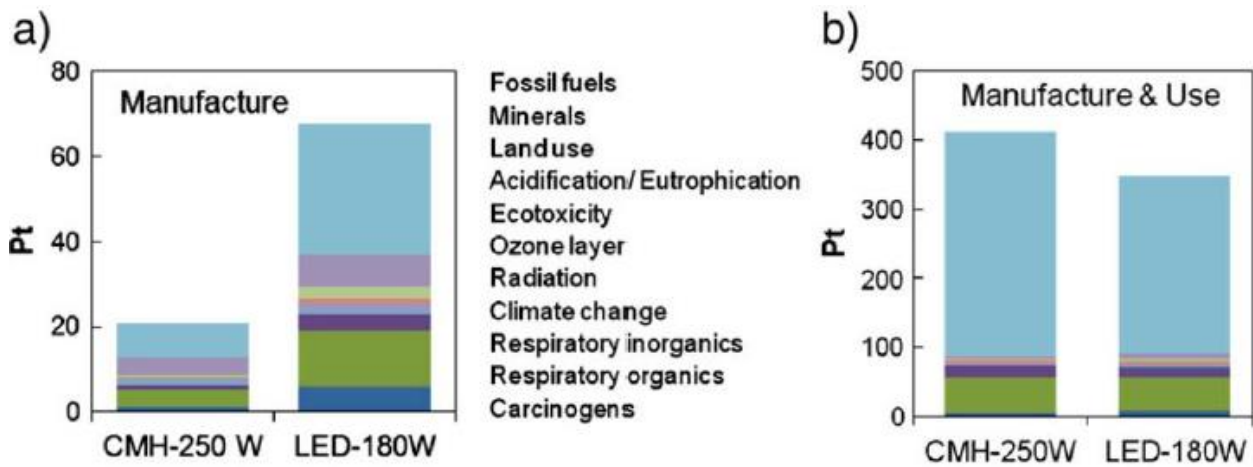 a)
80
60
40
20
0
Pt
Manufacture
CMH-250 W LED-180W
Fossil fuels
Minerals
Land use
Acidification/ Eutrophication
Ecotoxicity
Ozone layer
Radiation
Climate change
Respiratory inorganics
Respiratory organics
Carcinogens
b)
500
400
300
200
100
0
Pt
Manufacture & Use
CMH-250W LED-180W